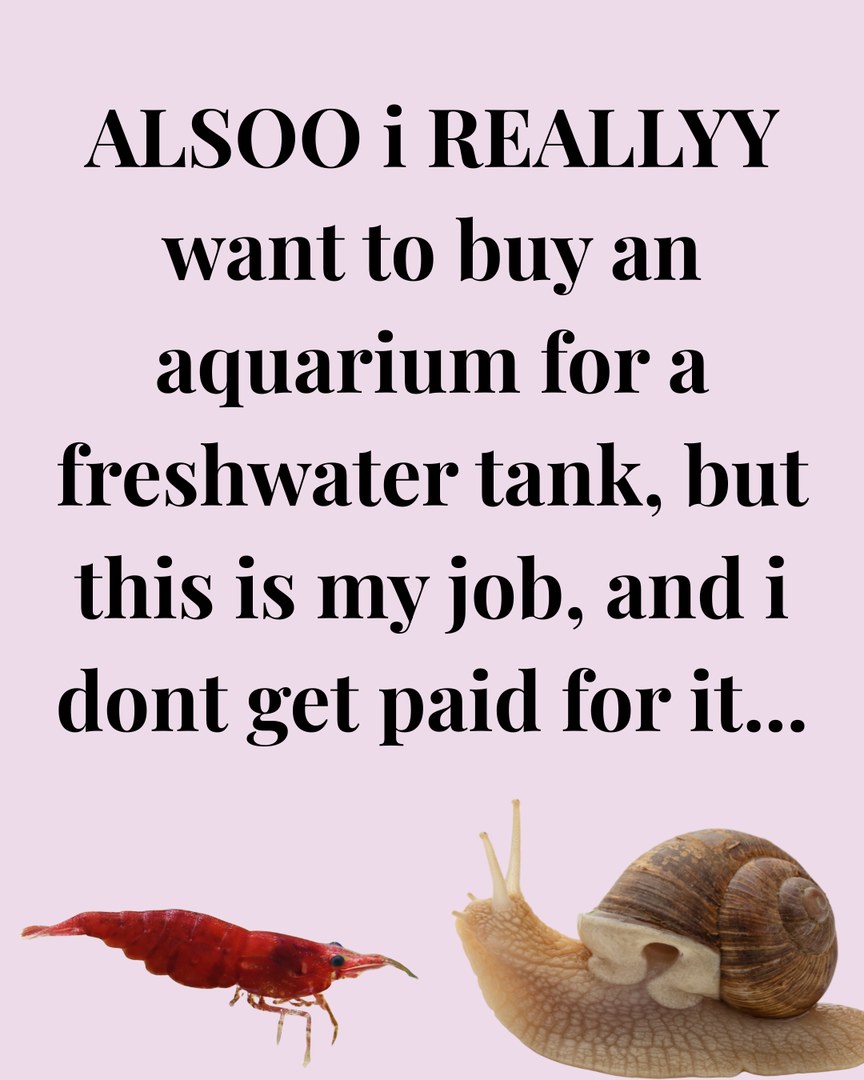 ALSOO i REALLYY
want to buy an
aquarium for a
freshwater tank, but
this is my job, and i
dont get paid for it...